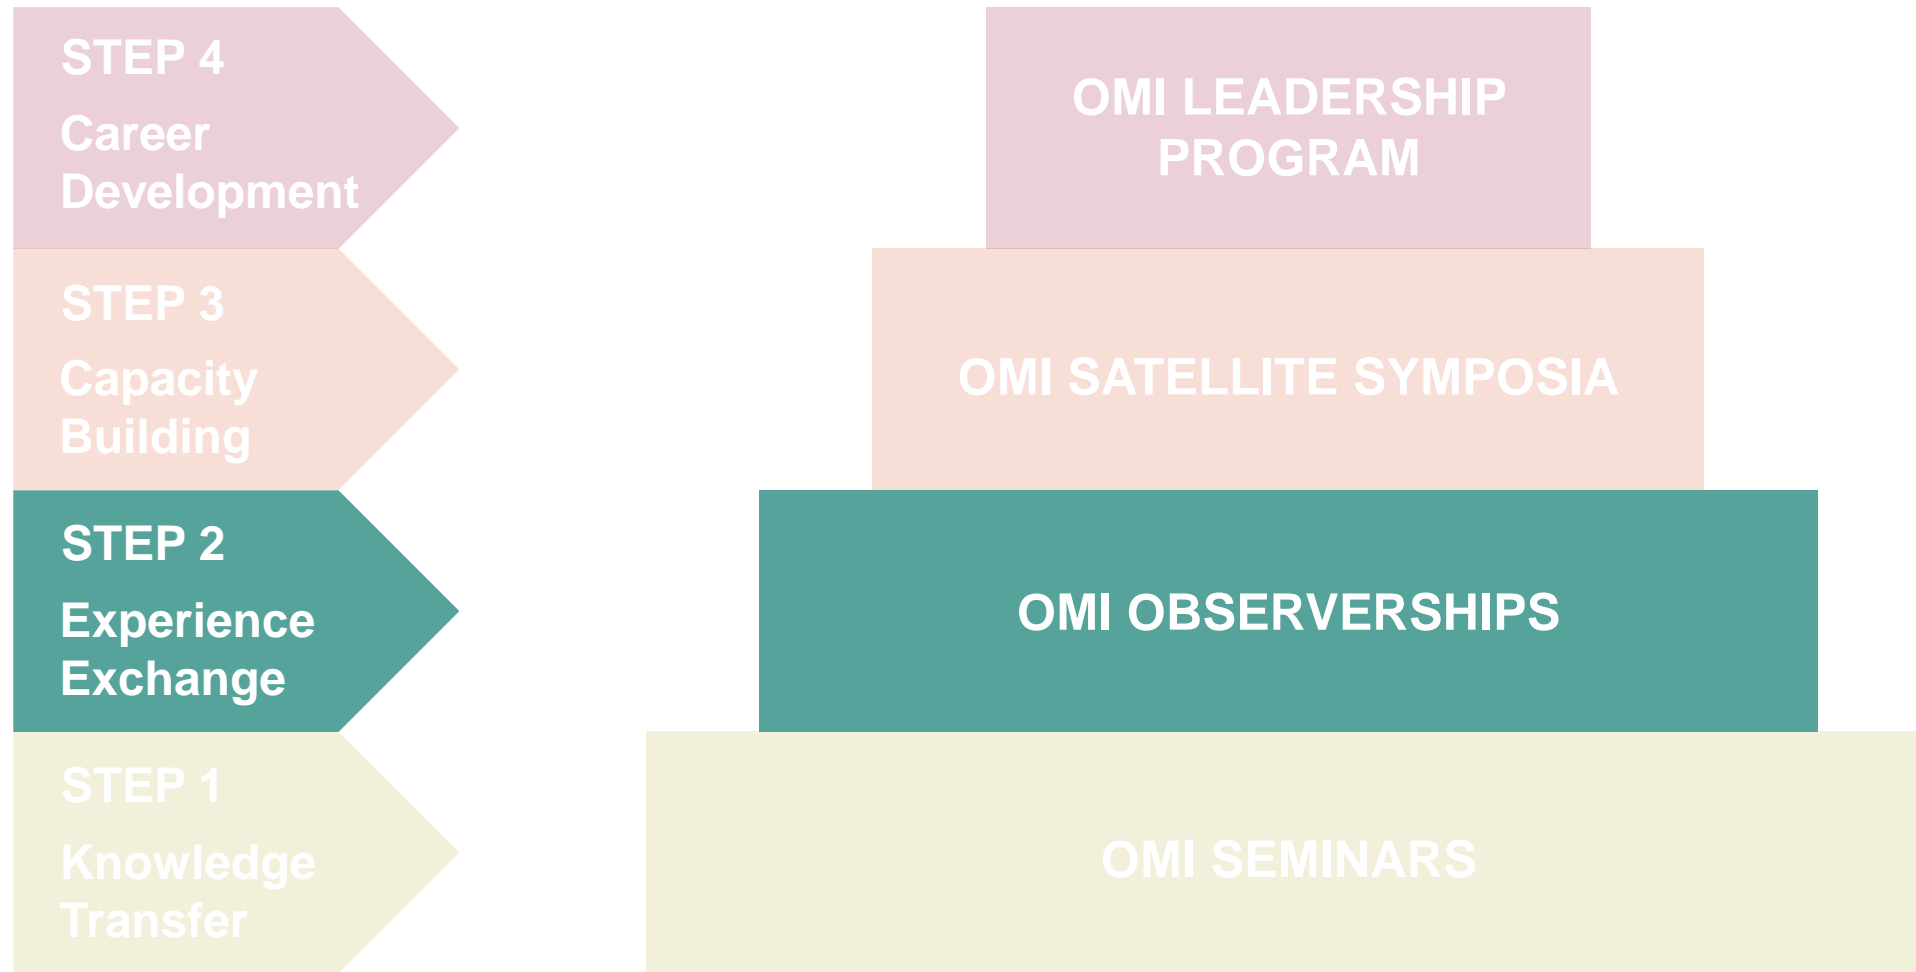 STEP 4
Career
Development
OMI LEADERSHIP
PROGRAM
STEP 3
Capacity
Building
OMI SATELLITE SYMPOSIA
STEP 2
Experience
Exchange
OMI OBSERVERSHIPS
STEP 1
Knowledge
Transfer
OMI SEMINARS